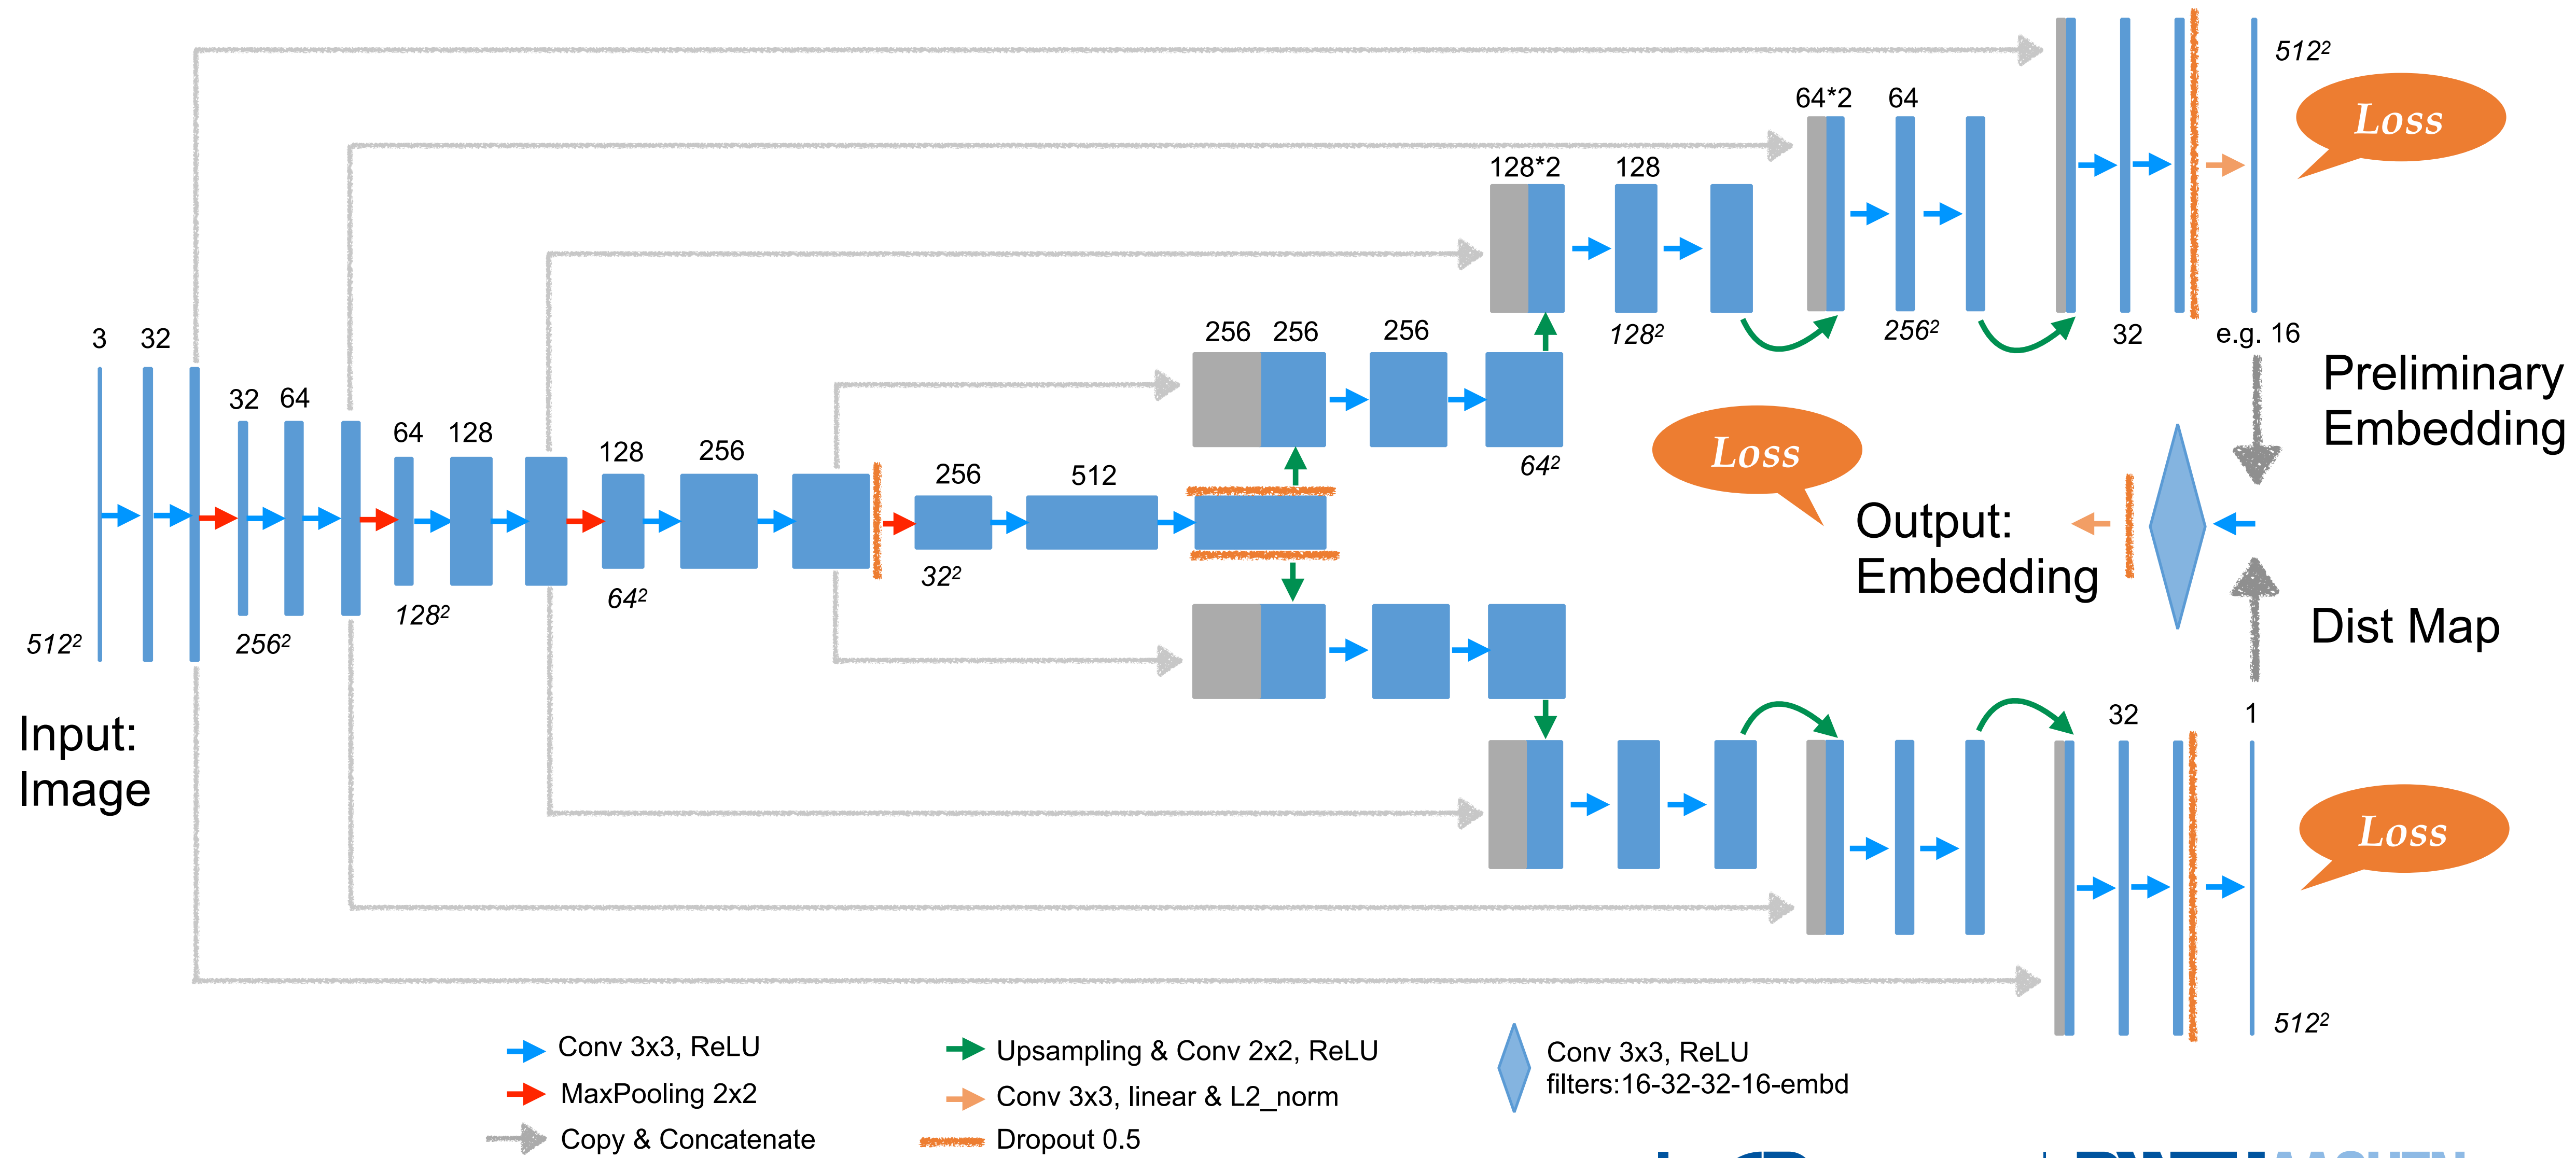 512²
Loss
64*2
64
128*2
128
3
32
256
256
256
128²
256²
32
e.g. 16
Preliminary
Embedding
32
64
64
128
128
256
256
512
64²
Loss
Output:
Embedding
32²
64²
128²
256²
512²
Dist Map
Input:
Image
32
1
Loss
512²
Conv 3x3, ReLU
MaxPooling 2x2
Copy & Concatenate
Upsampling & Conv 2x2, ReLU
Conv 3x3, linear & L2_norm
Dropout 0.5
Conv 3x3, ReLU
filters:16-32-32-16-embd